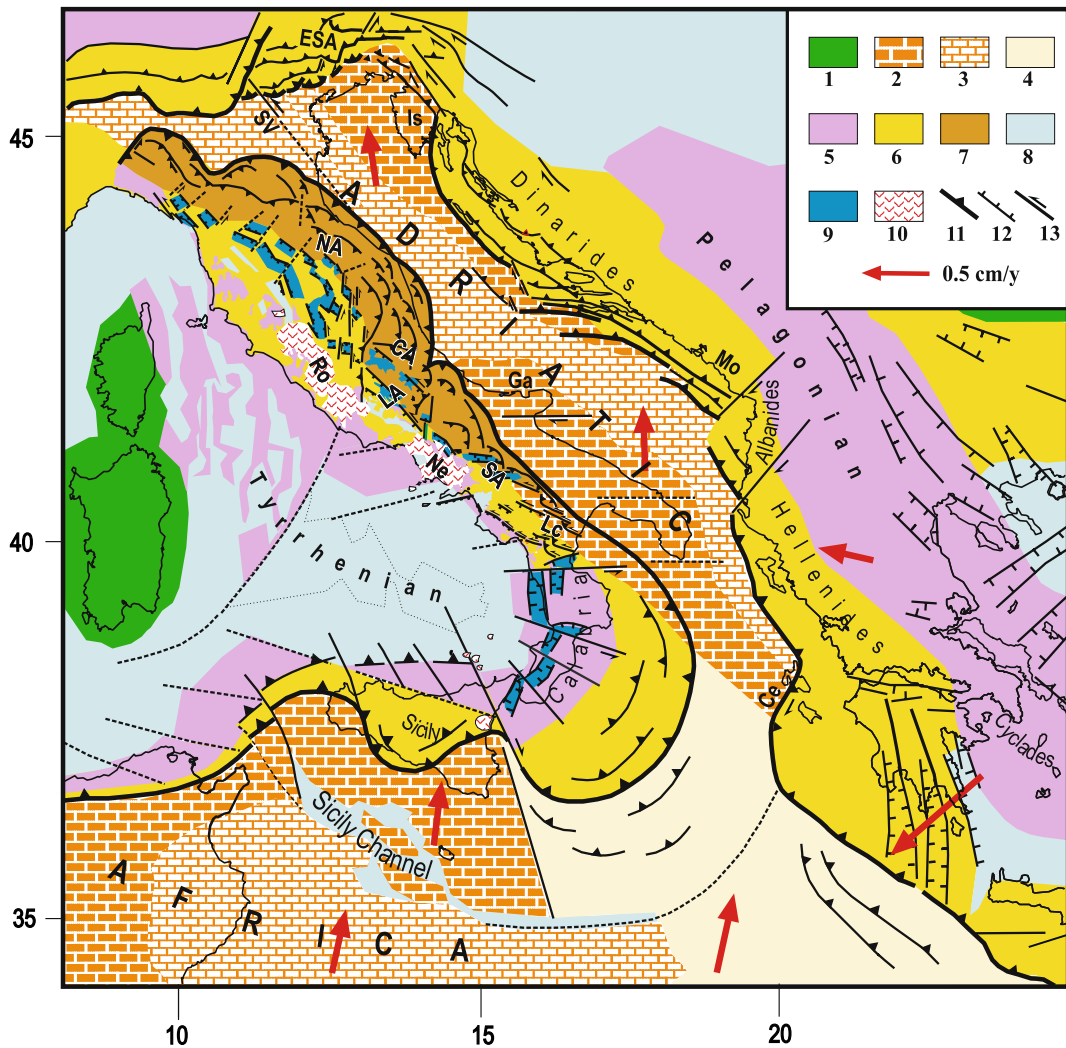 ESA
1 2 3 4
45
SV
Is
5 6 7 8
Dinarides
9 10 11 12 13
0.5 cm/y
NA
ADRIATIC
Pelagonian
CA
Ro
LA
Ga
Mo
Albanides
Ne
SA
Tyrrhenian
40
Lc
Hellenides
Calabria
Ce
Sicily
Cyclades
Sicily Channel
AFRICA
35
10 15 20